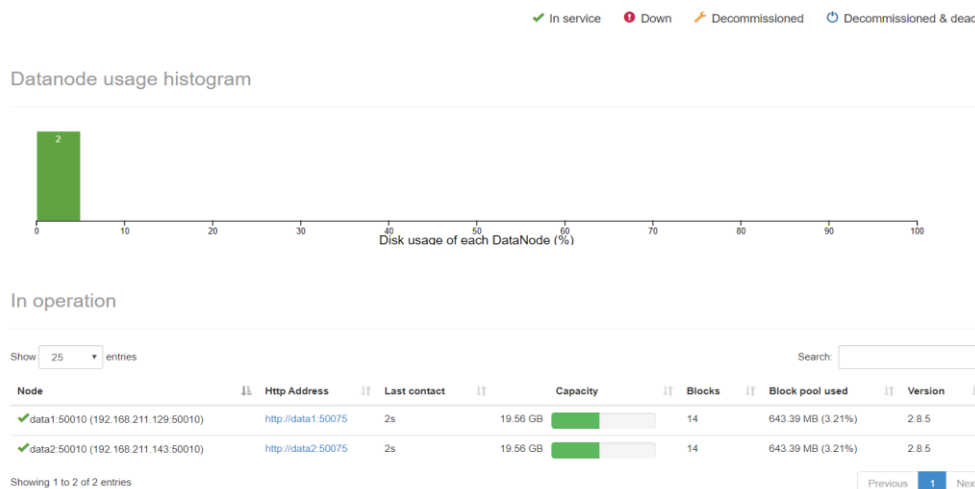 In service Down Decommissioned Decommissioned & dead
Datanode usage histogram
2
0 10 20 30 40 50 60 70 80 90 100
Disk usage of each DataNode (%)
In operation
Show 25 entries Search:
Node Http Address Last contact Capacity Blocks Block pool used Version
data1:50010 (192.168.211.129:50010) http://data1:50075 2s 19.56 GB 14 643.39 MB (3.21%) 2.8.5
data2:50010 (192.168.211.143:50010) http://data2:50075 2s 19.56 GB 14 643.39 MB (3.21%) 2.8.5
Showing 1 to 2 of 2 entries Previous 1 Nex